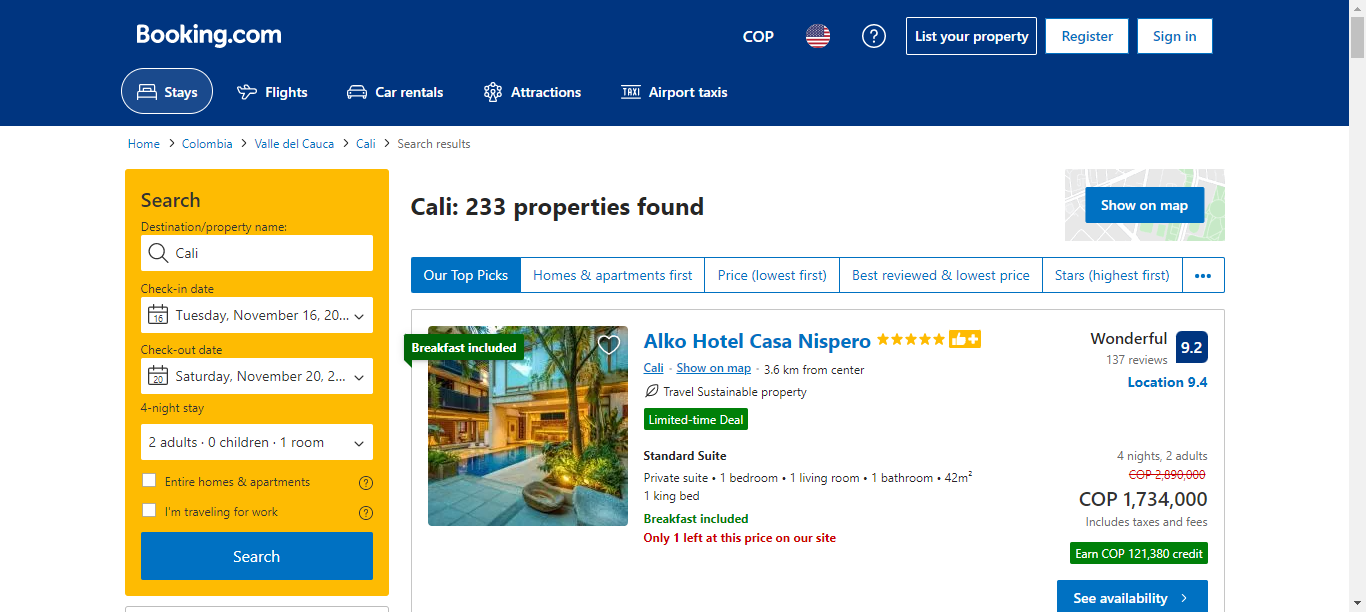 Booking.com
COP
List your property
Register
Sign in
Stays
Flights
Car rentals
Attractions
TAXI Airport taxis
Home > Colombia > Valle del Cauca > Cali > Search results
Search
Destination/property name:
Cali
Check-in date
16 Tuesday, November 16, 20...
Check-out date
20 Saturday, November 20, 2...
4-night stay
2 adults · 0 children · 1 room
Entire homes & apartments
I'm traveling for work
Search
Cali: 233 properties found
Show on map
Our Top Picks
Homes & apartments first
Price (lowest first)
Best reviewed & lowest price
Stars (highest first)
•••
Breakfast included
Alko Hotel Casa Nispero
Cali · Show on map · 3.6 km from center
Travel Sustainable property
Limited-time Deal
Standard Suite
Private suite • 1 bedroom • 1 living room • 1 bathroom • 42m²
1 king bed
Breakfast included
Only 1 left at this price on our site
Wonderful 9.2
137 reviews
Location 9.4
4 nights, 2 adults
COP 2,890,000
COP 1,734,000
Includes taxes and fees
Earn COP 121,380 credit
See availability